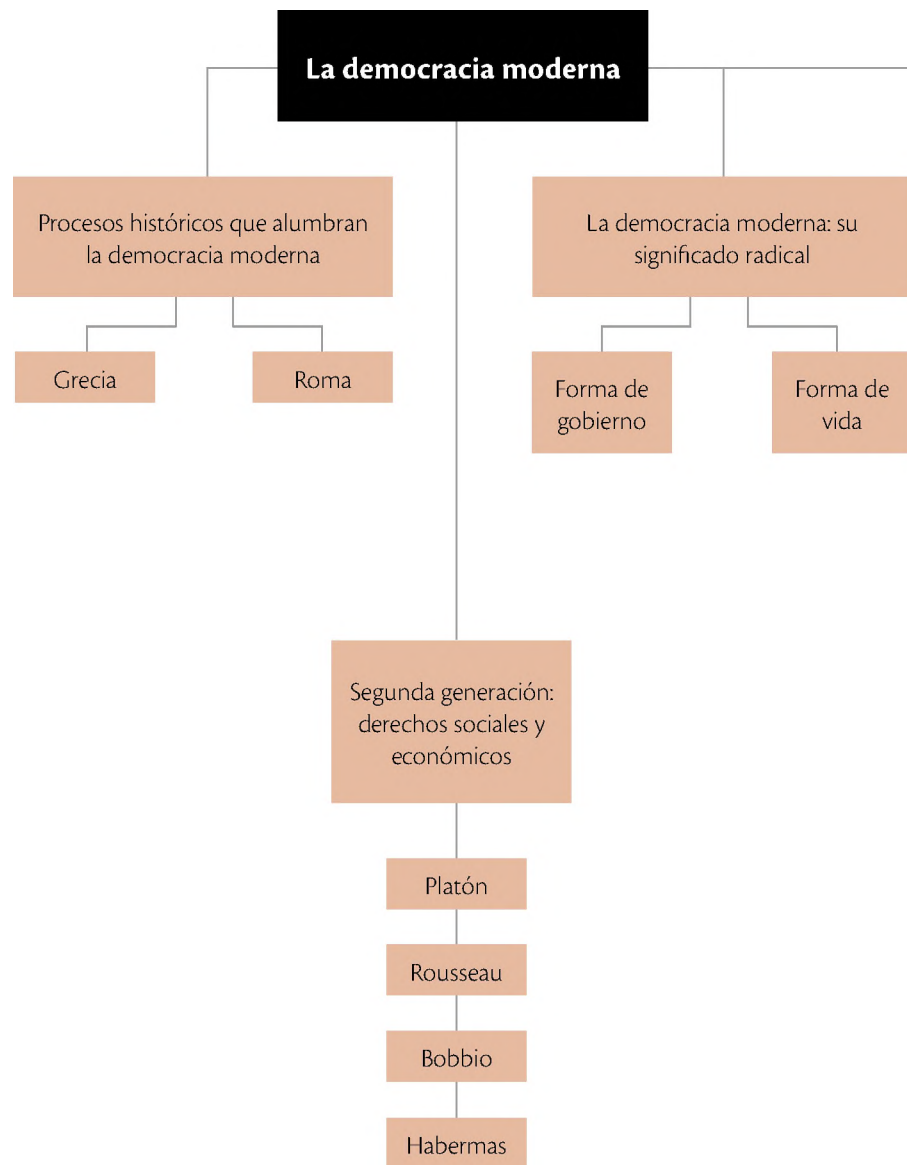 La democracia moderna
Procesos históricos que alumbran
la democracia moderna
La democracia moderna: su
significado radical
Grecia
Roma
Forma de
gobierno
Forma de
vida
Segunda generación:
derechos sociales y
económicos
Platón
Rousseau
Bobbio
Habermas